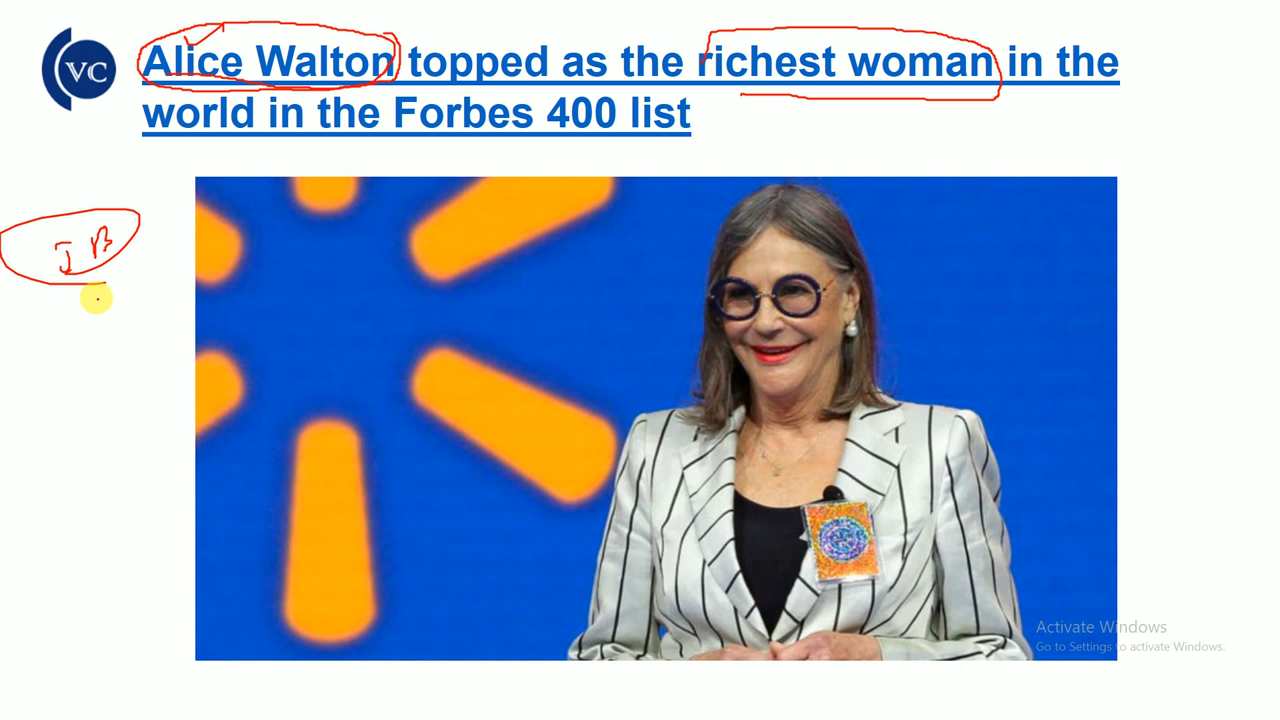 VC
Alice Walton topped as the richest woman in the
world in the Forbes 400 list
JB
Activate Windows
Go to Settings to activate Windows.